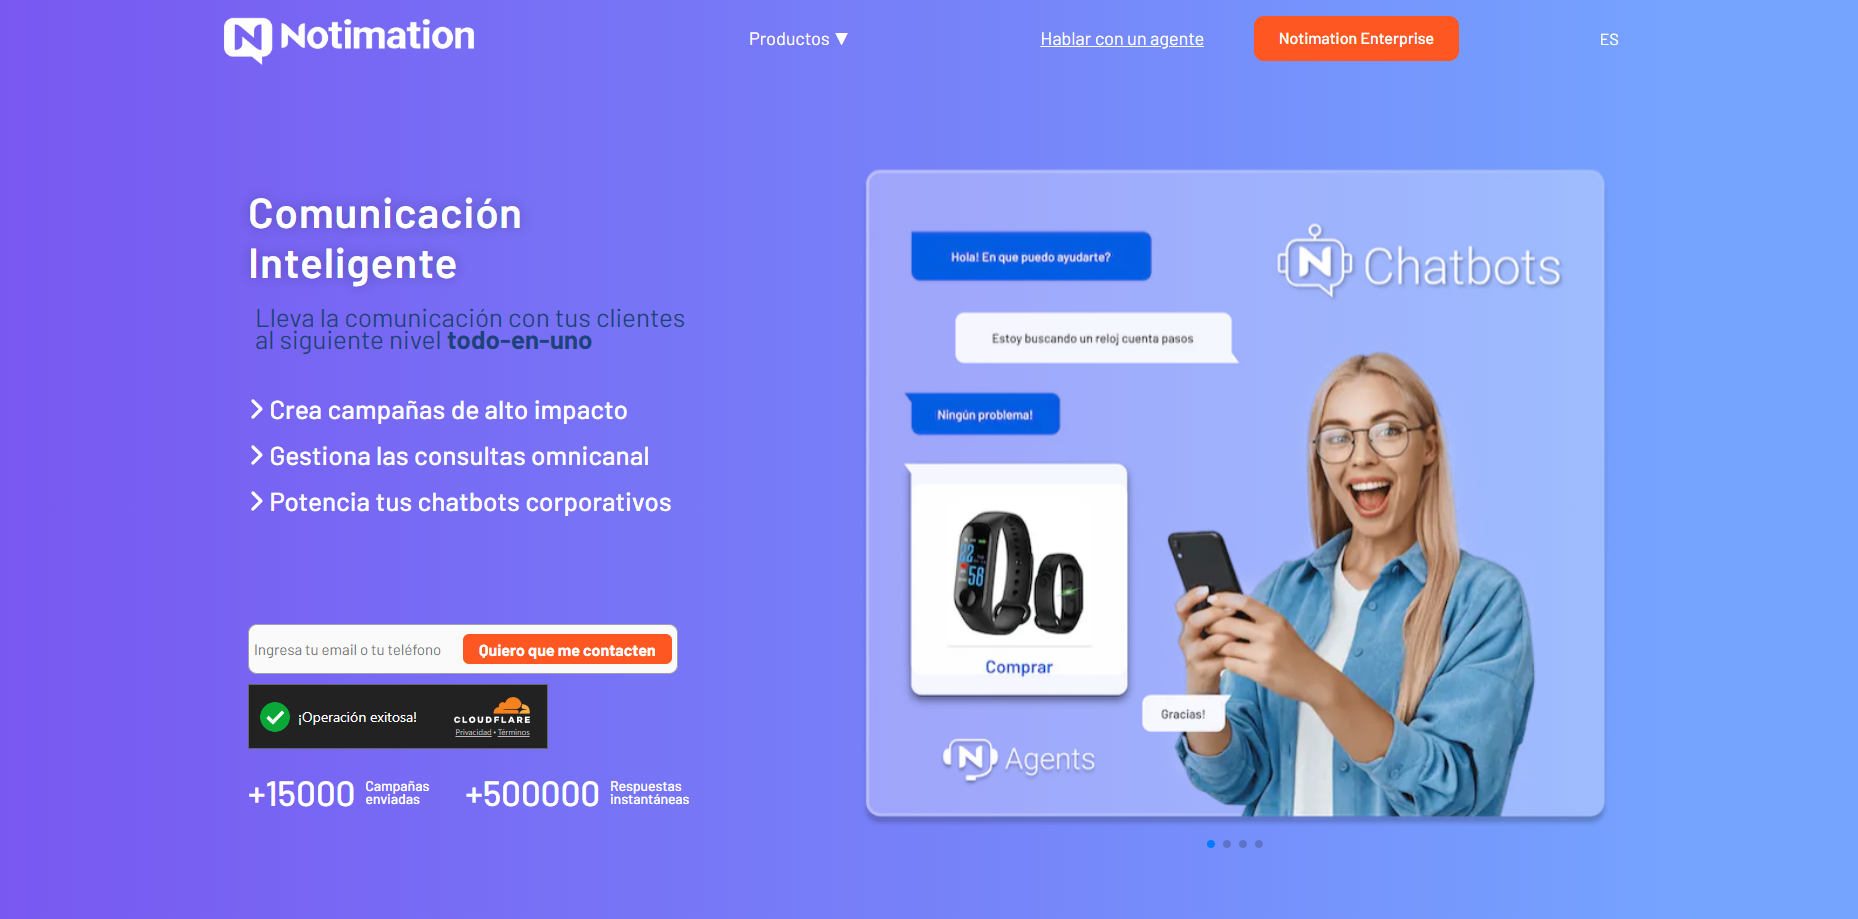 Notimation
Productos ▼
Hablar con un agente
Notimation Enterprise
ES
Comunicación
Inteligente
Lleva la comunicación con tus clientes
al siguiente nivel todo-en-uno
Crea campañas de alto impacto
Gestiona las consultas omnicanal
Potencia tus chatbots corporativos
Ingresa tu email o tu teléfono
Quiero que me contacten
¡Operación exitosa!
CLOUDFLARE
Privacidad • Términos
+15000
Campañas
enviadas
+500000
Respuestas
instantáneas
Hola! En que puedo ayudarte?
N Chatbots
Estoy buscando un reloj cuenta pasos
Ningún problema!
22
58
Comprar
Gracias!
N Agents